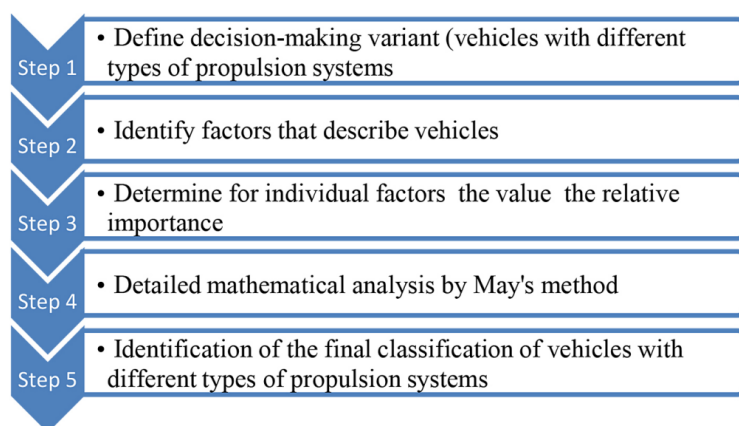 Step 1
• Define decision-making variant (vehicles with different
types of propulsion systems
Step 2
• Identify factors that describe vehicles
Step 3
• Determine for individual factors the value the relative
importance
Step 4
• Detailed mathematical analysis by May's method
Step 5
• Identification of the final classification of vehicles with
different types of propulsion systems